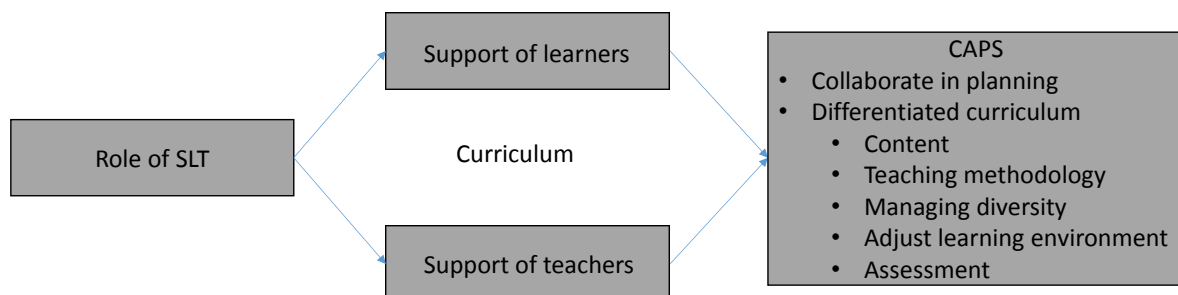 Role of SLT
Support of learners
Curriculum
Support of teachers
CAPS
• Collaborate in planning
• Differentiated curriculum
• Content
• Teaching methodology
• Managing diversity
• Adjust learning environment
• Assessment